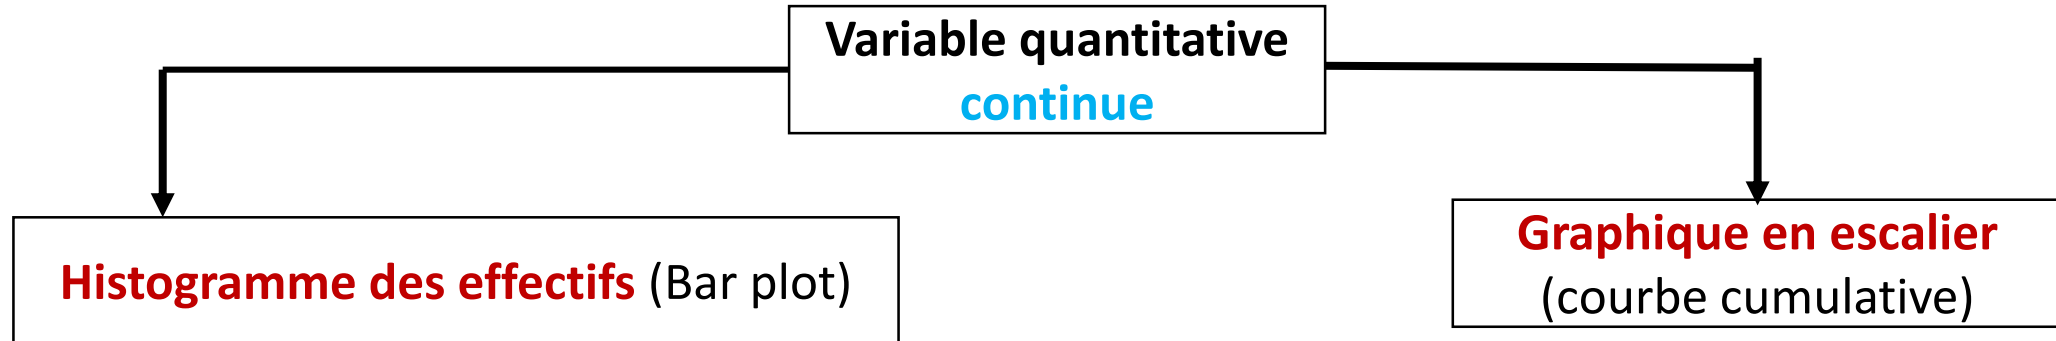 Variable quantitative
continue
Histogramme des effectifs (Bar plot)
Graphique en escalier
(courbe cumulative)